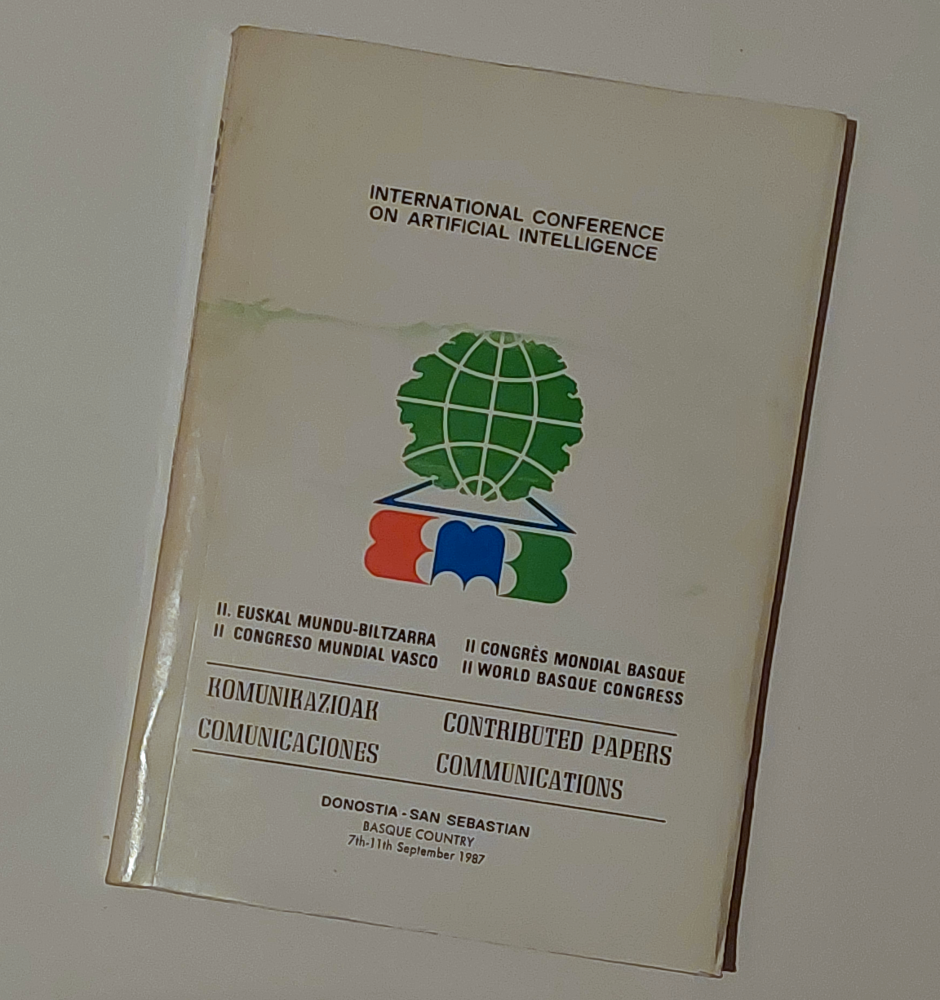 INTERNATIONAL CONFERENCE
ON ARTIFICIAL INTELLIGENCE
II. EUSKAL MUNDU-BILTZARRA
II CONGRESO MUNDIAL VASCO
II CONGRÈS MONDIAL BASQUE
II WORLD BASQUE CONGRESS
KOMUNIKAZIOAK
COMUNICACIONES
CONTRIBUTED PAPERS
COMMUNICATIONS
DONOSTIA - SAN SEBASTIAN
BASQUE COUNTRY
7th-11th September 1987